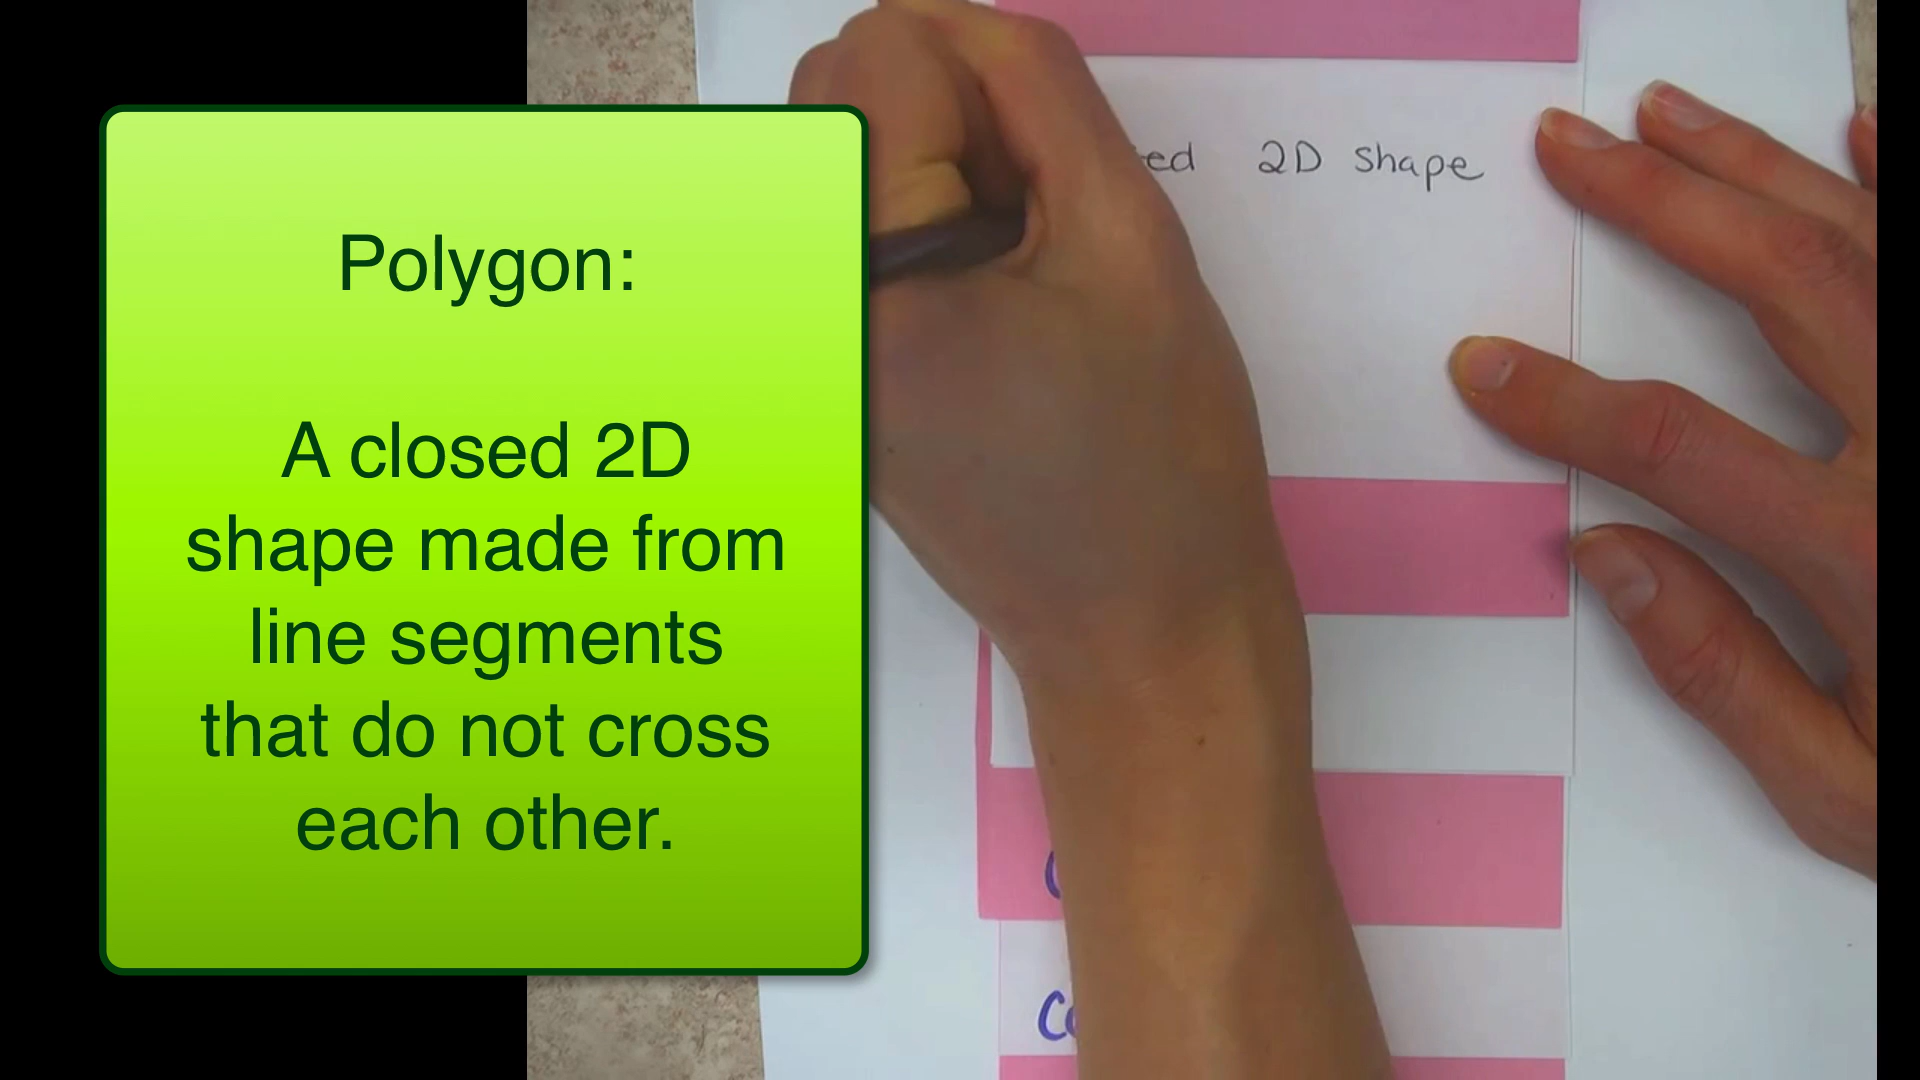 Polygon:
A closed 2D
shape made from
line segments
that do not cross
each other.
ed 2D shape